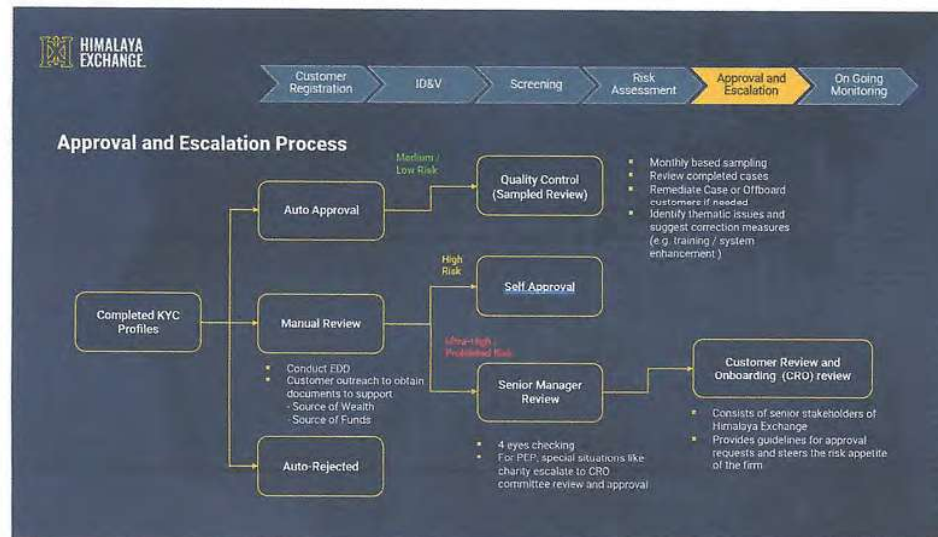 HIMALAYA
EXCHANGE
Customer
Registration
ID&V
Screening
Risk
Assessment
Approval and
Escalation
On Going
Monitoring
Approval and Escalation Process
Medium /
Low Risk
Auto Approval
Quality Control
(Sampled Review)
▪ Monthly based sampling
▪ Review completed cases
▪ Remediate Case or Offboard
customers if needed
▪ Identify thematic issues and
suggest correction measures
(e.g. training / system
enhancement )
High
Risk
Self Approval
Completed KYC
Profiles
Manual Review
Ultra-High /
Prohibited Risk
▪ Conduct EDD
▪ Customer outreach to obtain
documents to support
- Source of Wealth
- Source of Funds
Senior Manager
Review
Customer Review and
Onboarding (CRO) review
▪ 4 eyes checking
▪ For PEP, special situations like
charity escalate to CRO
committee review and approval
▪ Consists of senior stakeholders of
Himalaya Exchange
▪ Provides guidelines for approval
requests and steers the risk appetite
of the firm
Auto-Rejected